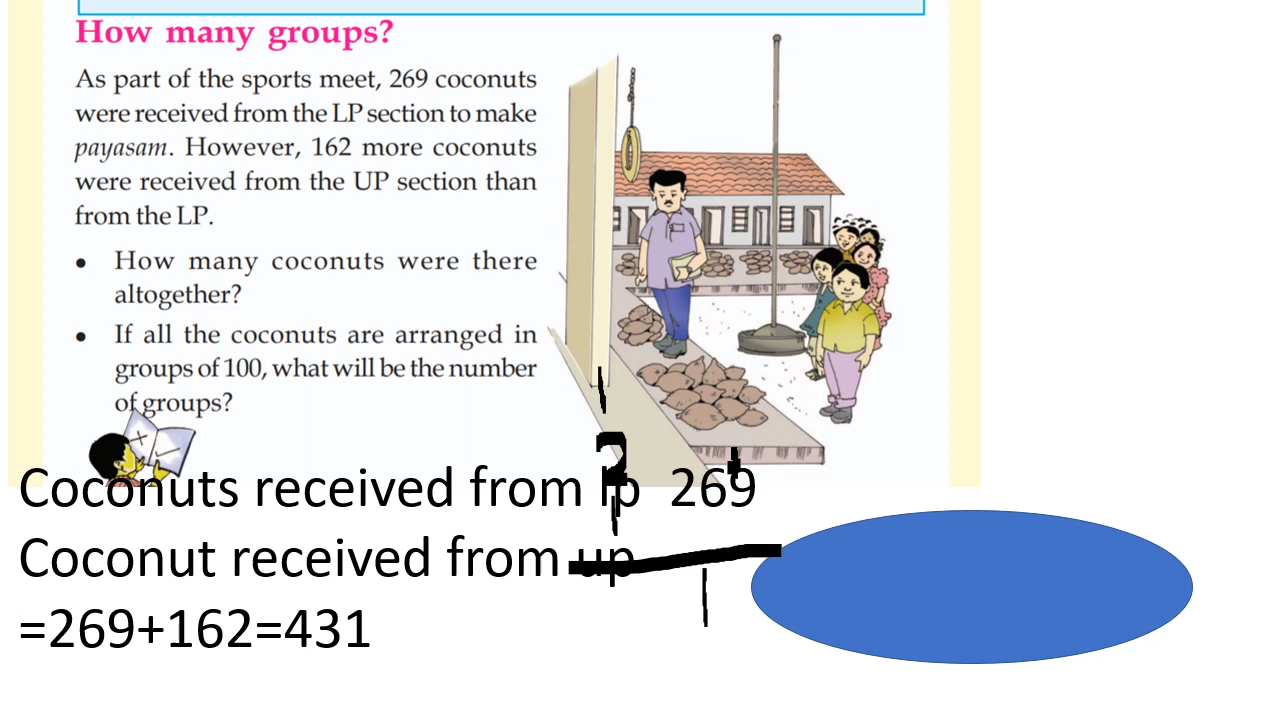 How many groups?
As part of the sports meet, 269 coconuts
were received from the LP section to make
payasam. However, 162 more coconuts
were received from the UP section than
from the LP.
• How many coconuts were there
altogether?
• If all the coconuts are arranged in
groups of 100, what will be the number
of groups?
Coconuts received from lp 269
Coconut received from up
=269+162=431